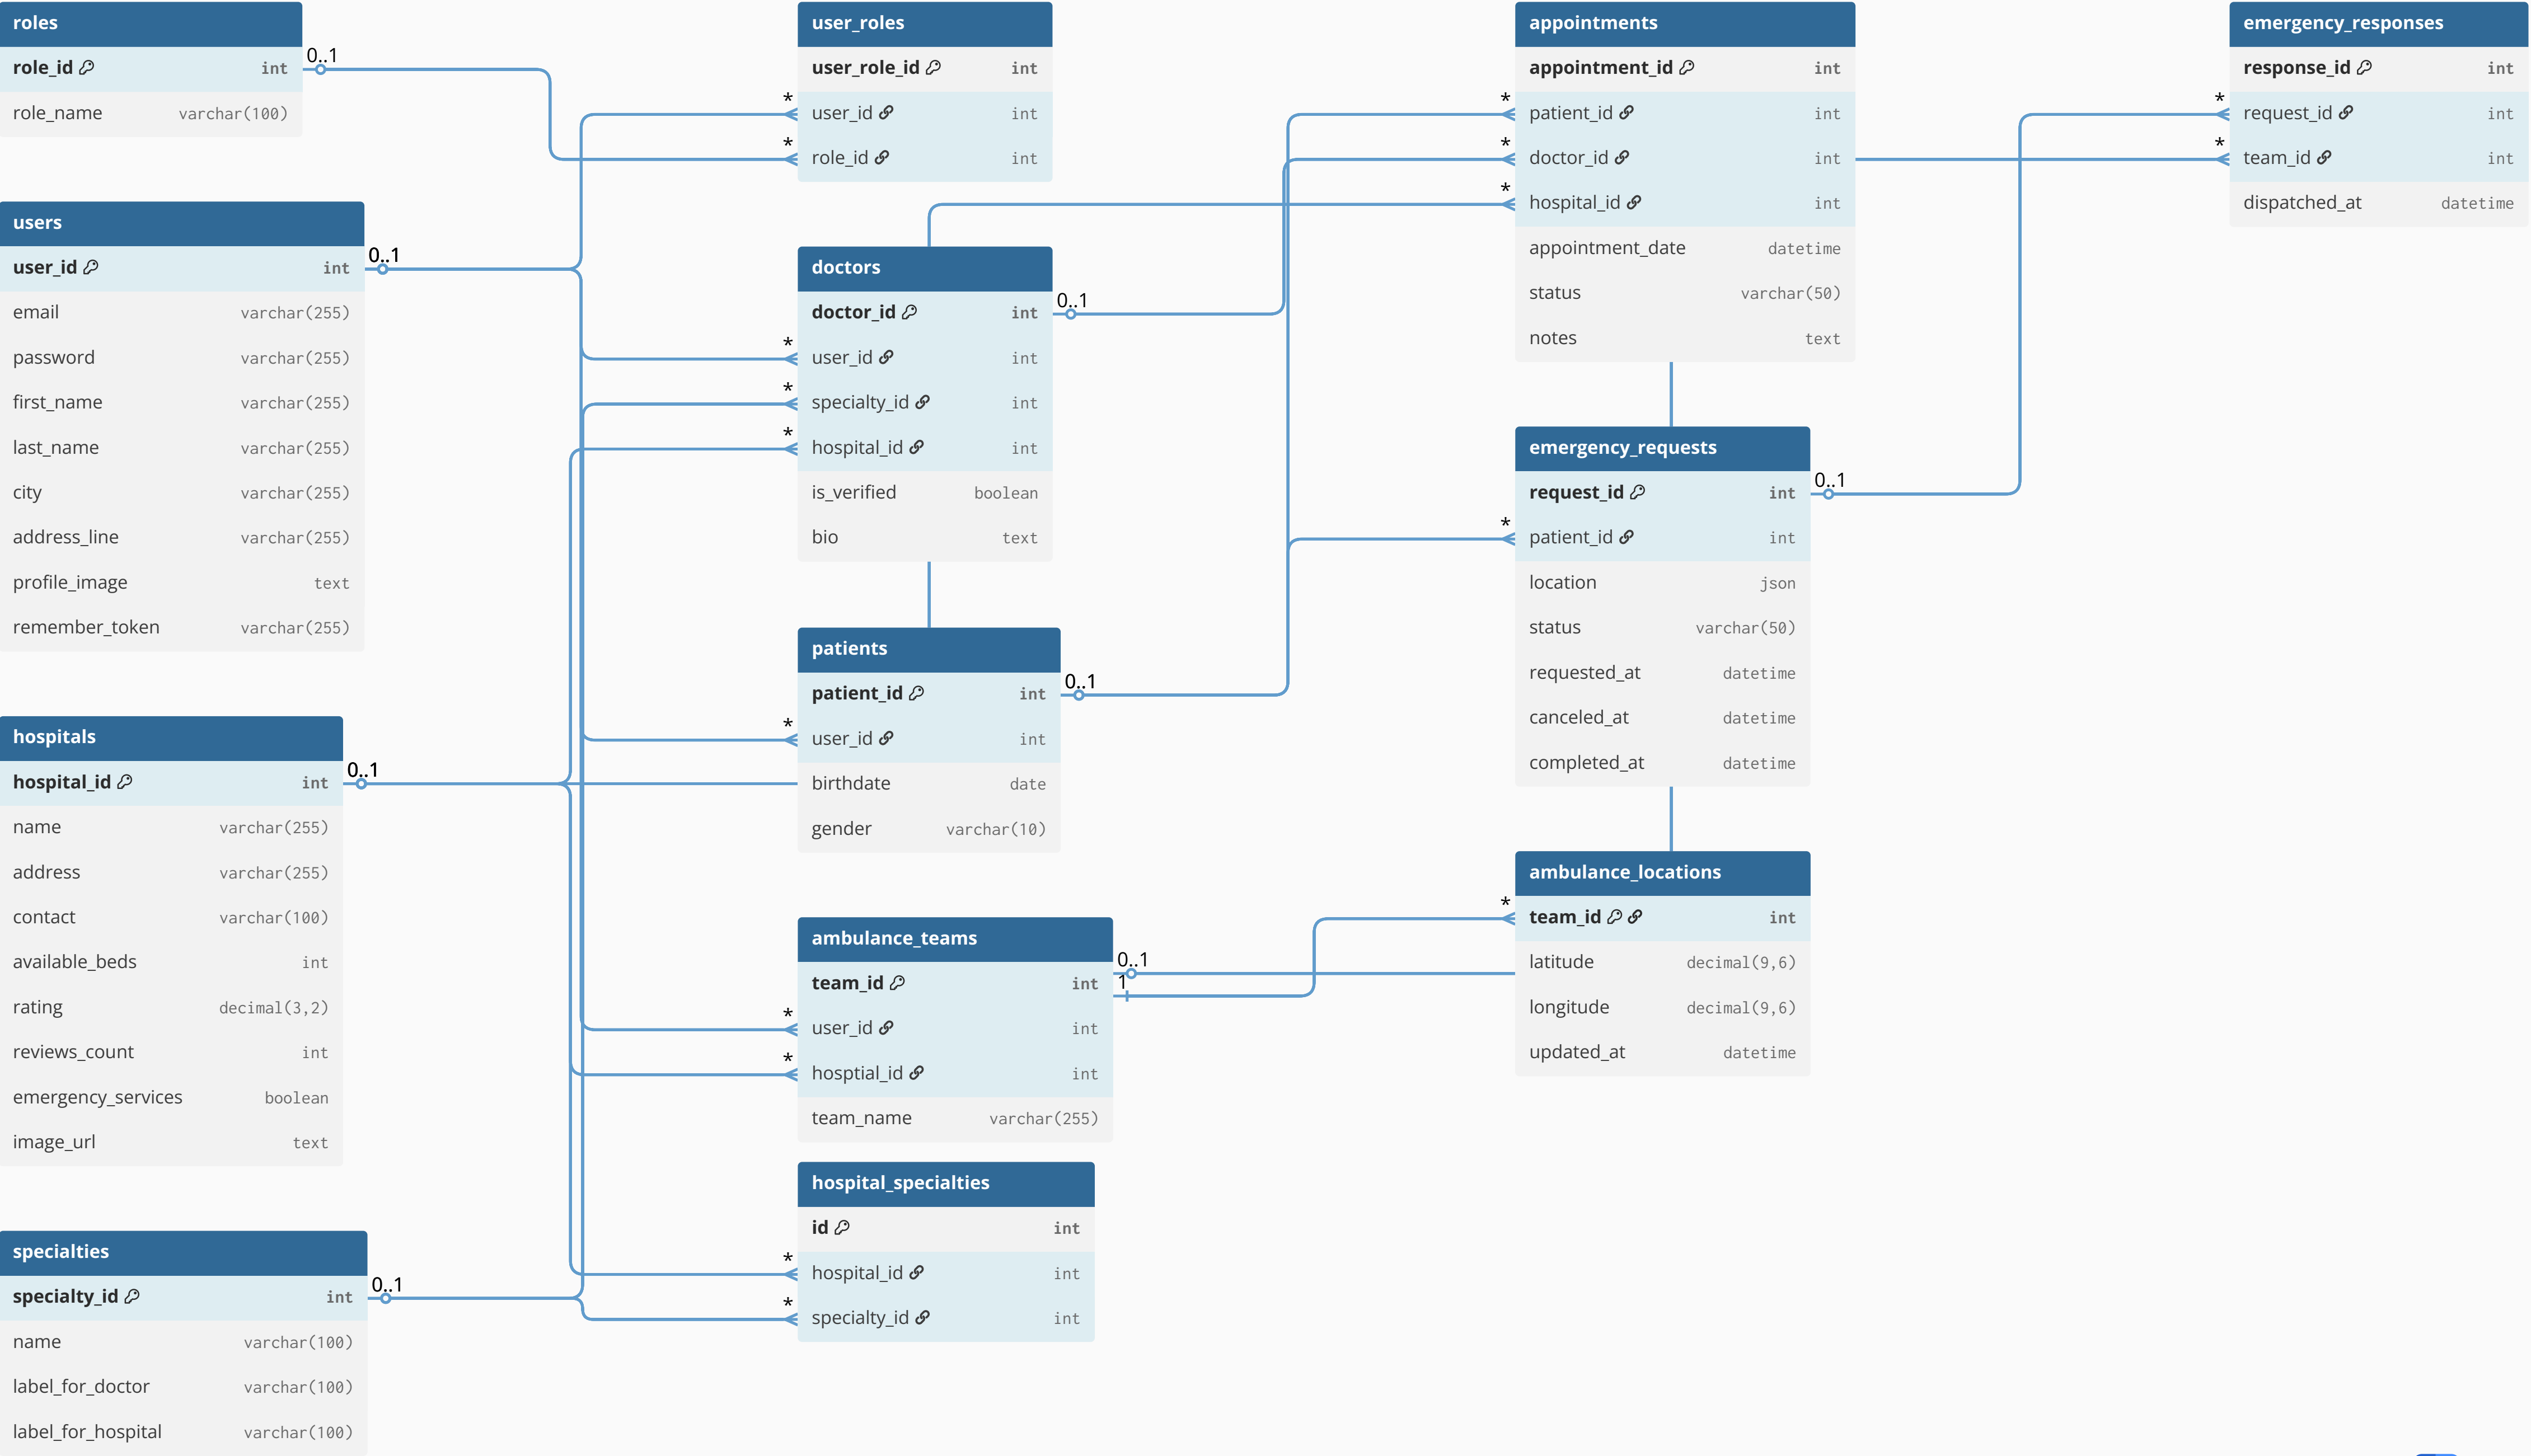 roles
role_id int
role_name varchar(100)
0..1
users
user_id int
email varchar(255)
password varchar(255)
first_name varchar(255)
last_name varchar(255)
city varchar(255)
address_line varchar(255)
profile_image text
remember_token varchar(255)
0..1
hospitals
hospital_id int
name varchar(255)
address varchar(255)
contact varchar(100)
available_beds int
rating decimal(3,2)
reviews_count int
emergency_services boolean
image_url text
0..1
specialties
specialty_id int
name varchar(100)
label_for_doctor varchar(100)
label_for_hospital varchar(100)
0..1
user_roles
user_role_id int
* user_id int
* role_id int
doctors
doctor_id int
0..1
* user_id int
* specialty_id int
* hospital_id int
is_verified boolean
bio text
patients
patient_id int
0..1
* user_id int
birthdate date
gender varchar(10)
ambulance_teams
team_id int
0..1
1
* user_id int
* hosptial_id int
team_name varchar(255)
hospital_specialties
id int
* hospital_id int
* specialty_id int
appointments
appointment_id int
* patient_id int
* doctor_id int
* hospital_id int
appointment_date datetime
status varchar(50)
notes text
emergency_requests
request_id int
0..1
* patient_id int
location json
status varchar(50)
requested_at datetime
canceled_at datetime
completed_at datetime
ambulance_locations
* team_id int
latitude decimal(9,6)
longitude decimal(9,6)
updated_at datetime
emergency_responses
response_id int
* request_id int
* team_id int
dispatched_at datetime